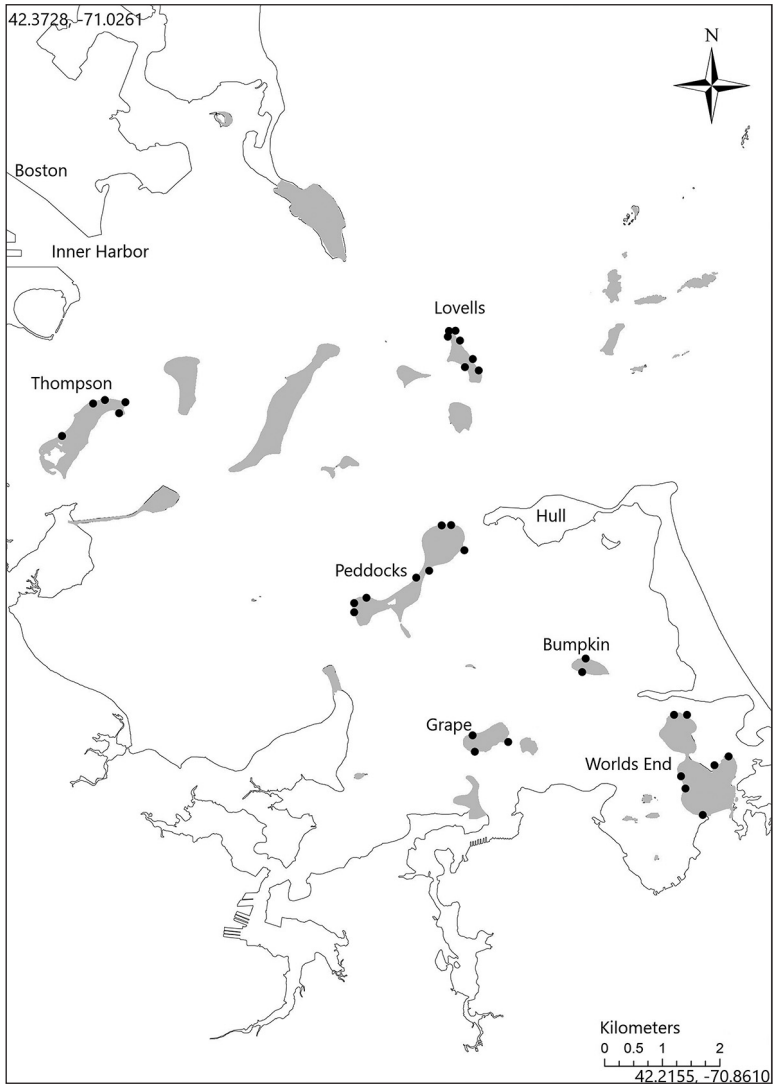 42.3728, -71.0261
N
Boston
Inner Harbor
Lovells
Thompson
Hull
Peddocks
Bumpkin
Grape
Worlds End
Kilometers
0 0.5 1 2
42.2155, -70.8610